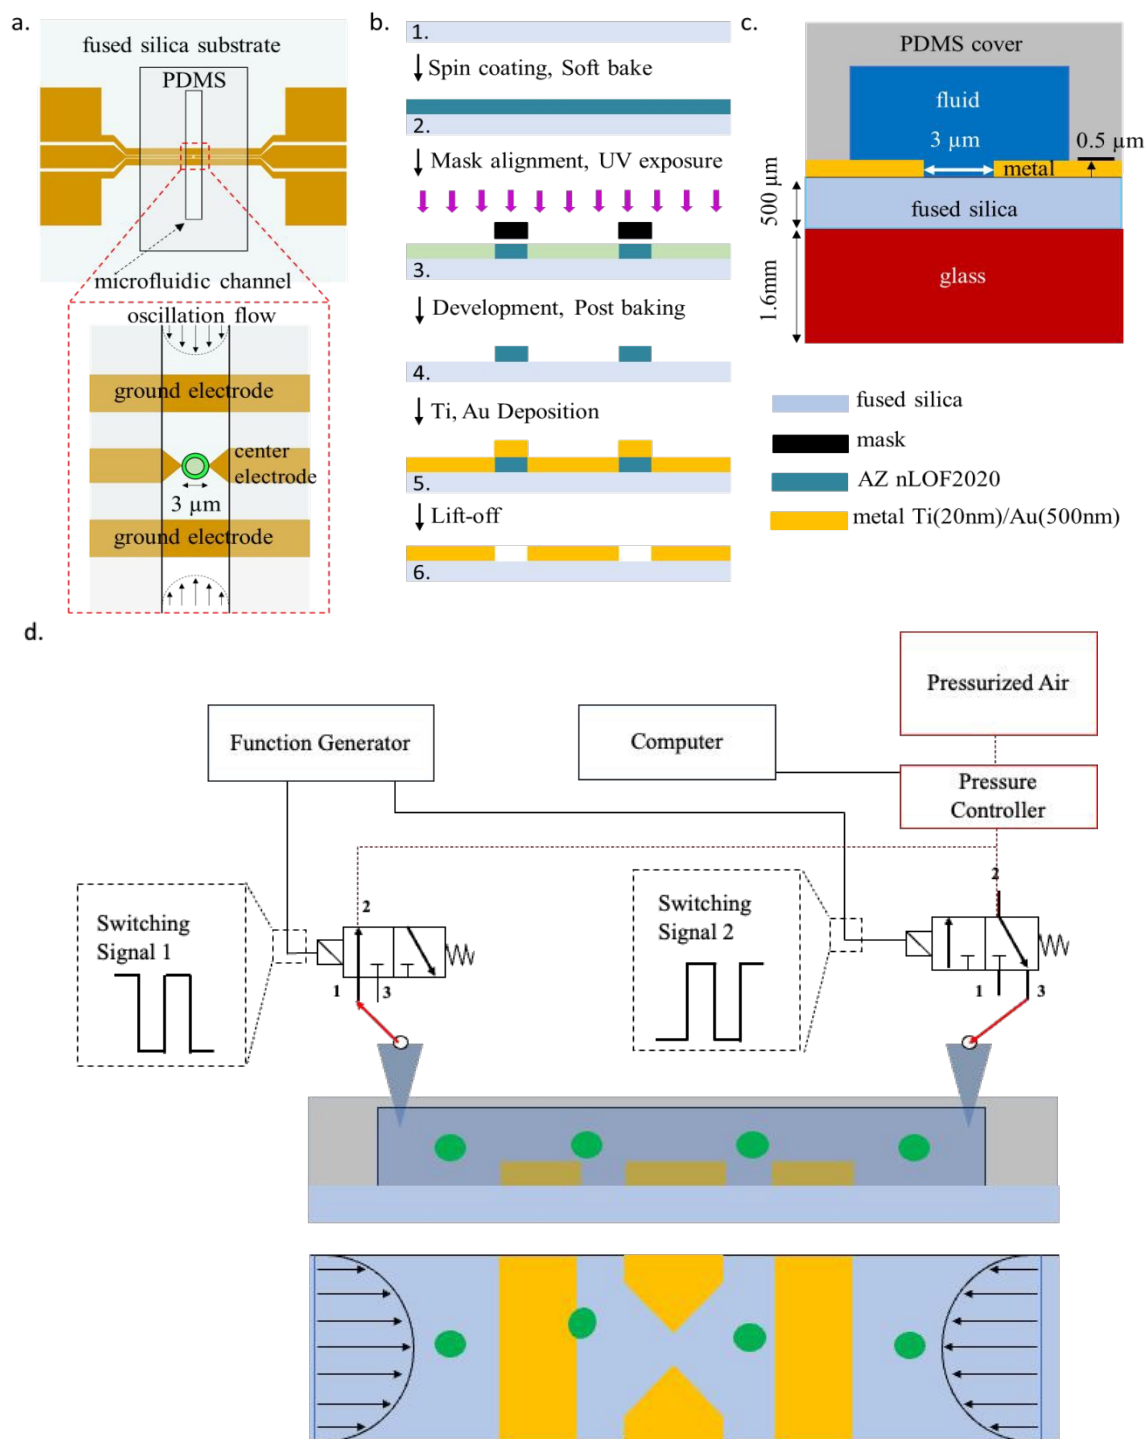 a.
fused silica substrate
PDMS
microfluidic channel
oscillation flow
ground electrode
center
electrode
3 µm
ground electrode
b.
1.
Spin coating, Soft bake
2.
Mask alignment, UV exposure
3.
Development, Post baking
4.
Ti, Au Deposition
5.
Lift-off
6.
c.
PDMS cover
fluid
3 µm
0.5 µm
metal
500 µm
fused silica
1.6mm
glass
fused silica
mask
AZ nLOF2020
metal Ti(20nm)/Au(500nm)
d.
Pressurized Air
Function Generator
Computer
Pressure
Controller
Switching
Signal 1
2
1
3
Switching
Signal 2
2
1
3